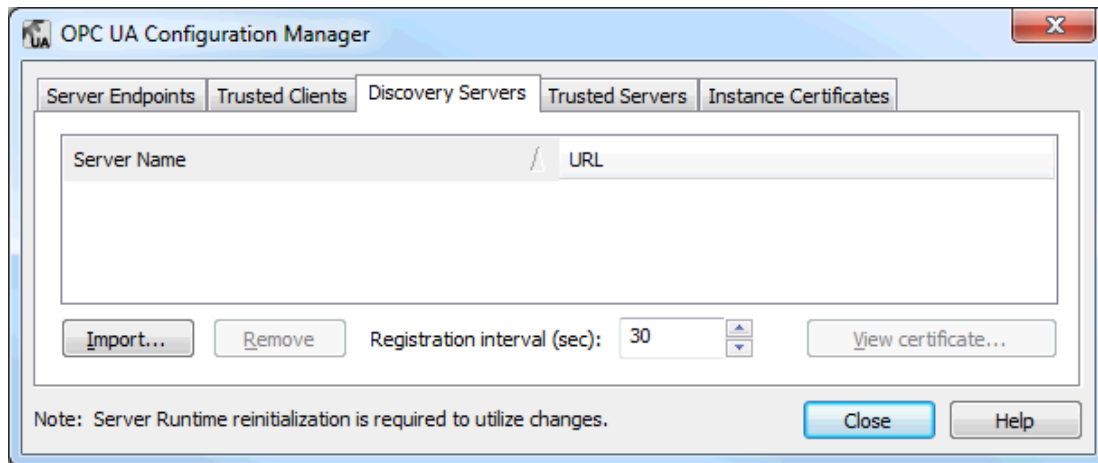 UA OPC UA Configuration Manager
Server Endpoints Trusted Clients Discovery Servers Trusted Servers Instance Certificates
Server Name URL
Import... Remove Registration interval (sec): 30 View certificate...
Note: Server Runtime reinitialization is required to utilize changes. Close Help